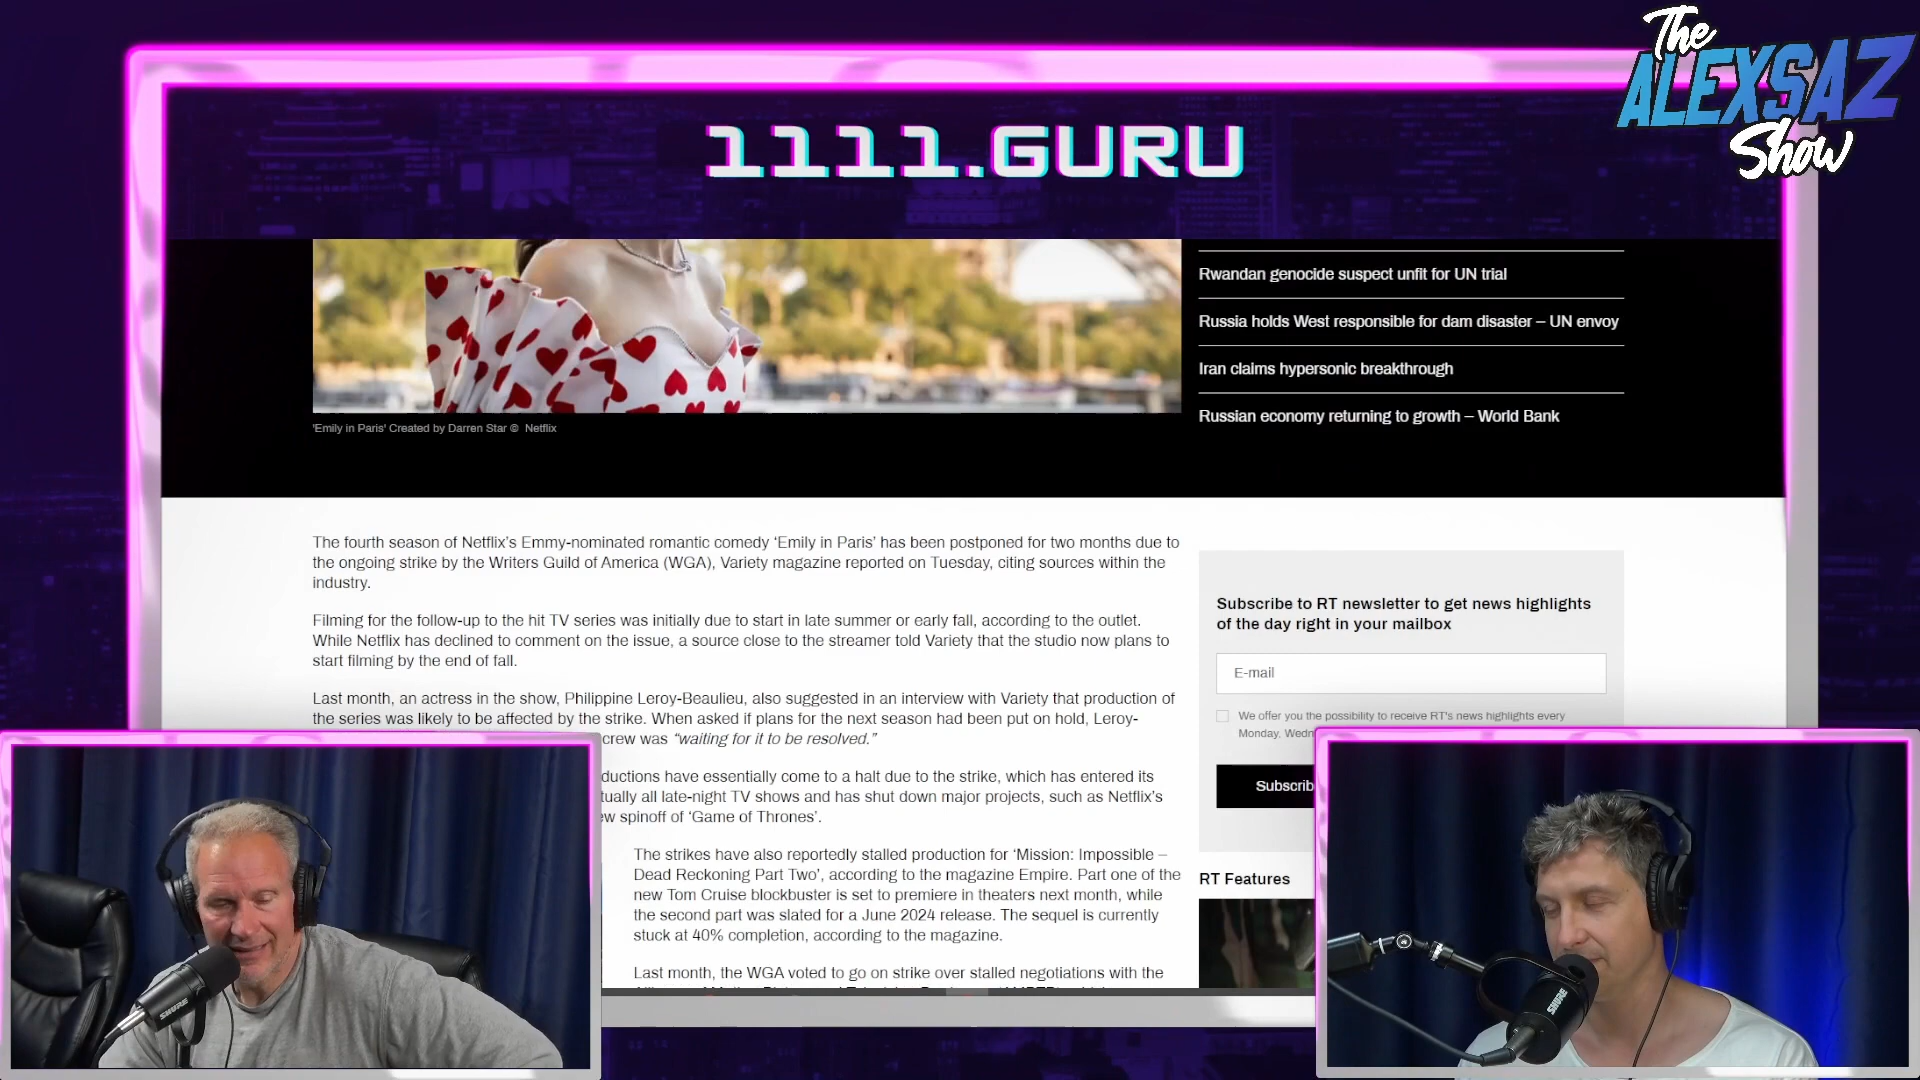 The
ALEXSAZ
Show
1111.GURU
Rwandan genocide suspect unfit for UN trial
Russia holds West responsible for dam disaster – UN envoy
Iran claims hypersonic breakthrough
Russian economy returning to growth – World Bank
'Emily in Paris' Created by Darren Star © Netflix
The fourth season of Netflix’s Emmy-nominated romantic comedy ‘Emily in Paris’ has been postponed for two months due to
the ongoing strike by the Writers Guild of America (WGA), Variety magazine reported on Tuesday, citing sources within the
industry.
Filming for the follow-up to the hit TV series was initially due to start in late summer or early fall, according to the outlet.
While Netflix has declined to comment on the issue, a source close to the streamer told Variety that the studio now plans to
start filming by the end of fall.
Last month, an actress in the show, Philippine Leroy-Beaulieu, also suggested in an interview with Variety that production of
the series was likely to be affected by the strike. When asked if plans for the next season had been put on hold, Leroy-
crew was “waiting for it to be resolved.”
ductions have essentially come to a halt due to the strike, which has entered its
tually all late-night TV shows and has shut down major projects, such as Netflix’s
ew spinoff of ‘Game of Thrones’.
The strikes have also reportedly stalled production for ‘Mission: Impossible –
Dead Reckoning Part Two’, according to the magazine Empire. Part one of the
new Tom Cruise blockbuster is set to premiere in theaters next month, while
the second part was slated for a June 2024 release. The sequel is currently
stuck at 40% completion, according to the magazine.
Last month, the WGA voted to go on strike over stalled negotiations with the
Subscribe to RT newsletter to get news highlights
of the day right in your mailbox
E-mail
We offer you the possibility to receive RT's news highlights every
Monday, Wedn
Subscrib
RT Features
SHURE
SHURE